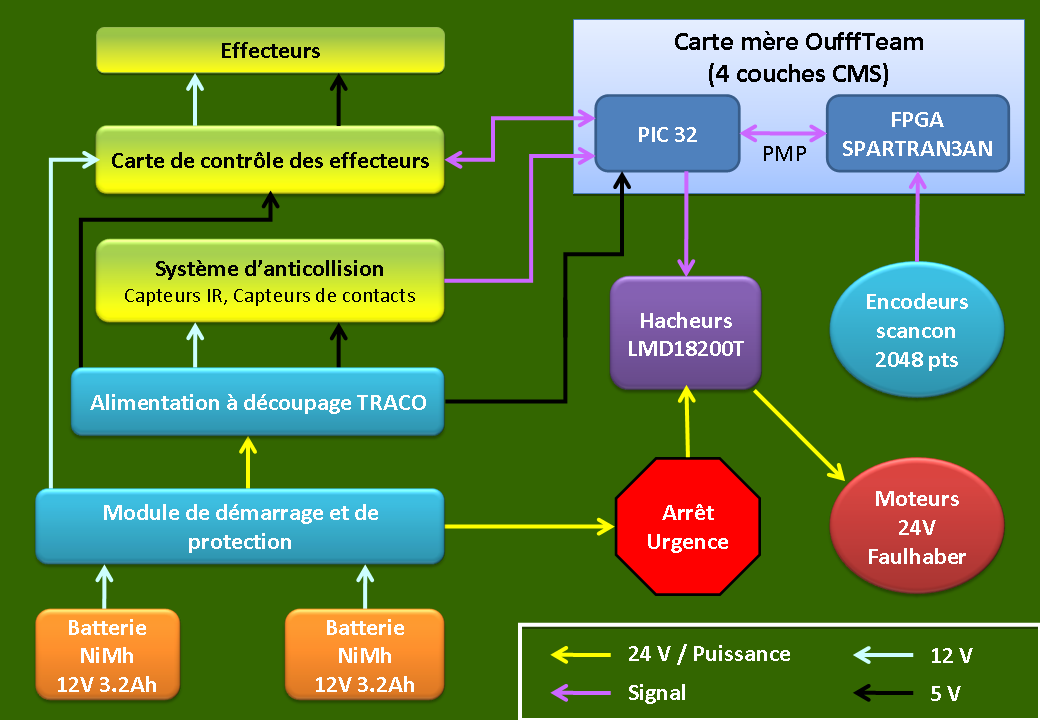 Effecteurs
Carte mère OufffTeam
(4 couches CMS)
PIC 32
PMP
FPGA
SPARTRAN3AN
Carte de contrôle des effecteurs
Système d'anticollision
Capteurs IR, Capteurs de contacts
Hacheurs
LMD18200T
Encodeurs
scancon
2048 pts
Alimentation à découpage TRACO
Module de démarrage et de
protection
Arrêt
Urgence
Moteurs
24V
Faulhaber
Batterie
NiMh
12V 3.2Ah
Batterie
NiMh
12V 3.2Ah
24 V / Puissance
12 V
Signal
5 V